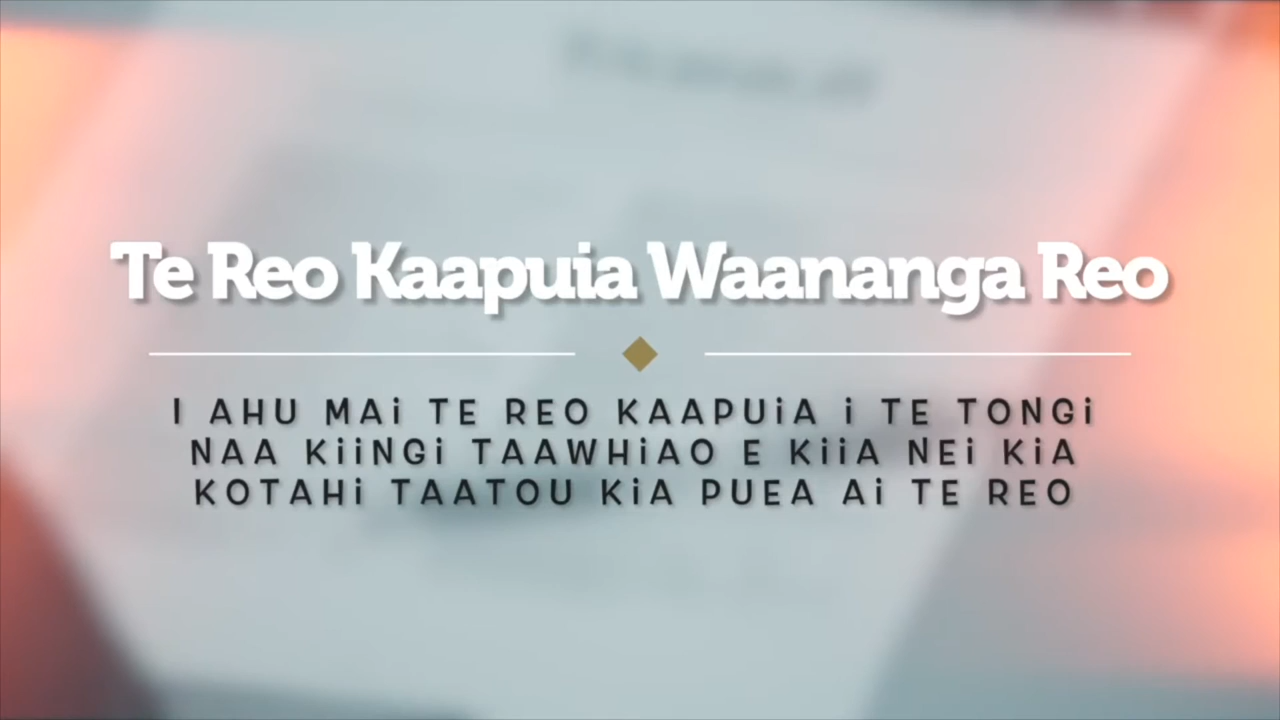 Te Reo Kaapuia Waananga Reo
I AHU MAi TE REO KAAPUiA i TE TONGi
NAA KiiNGi TAAWHiAO E KiiA NEi KiA
KOTAHi TAATOU KiA PUEA Ai TE REO